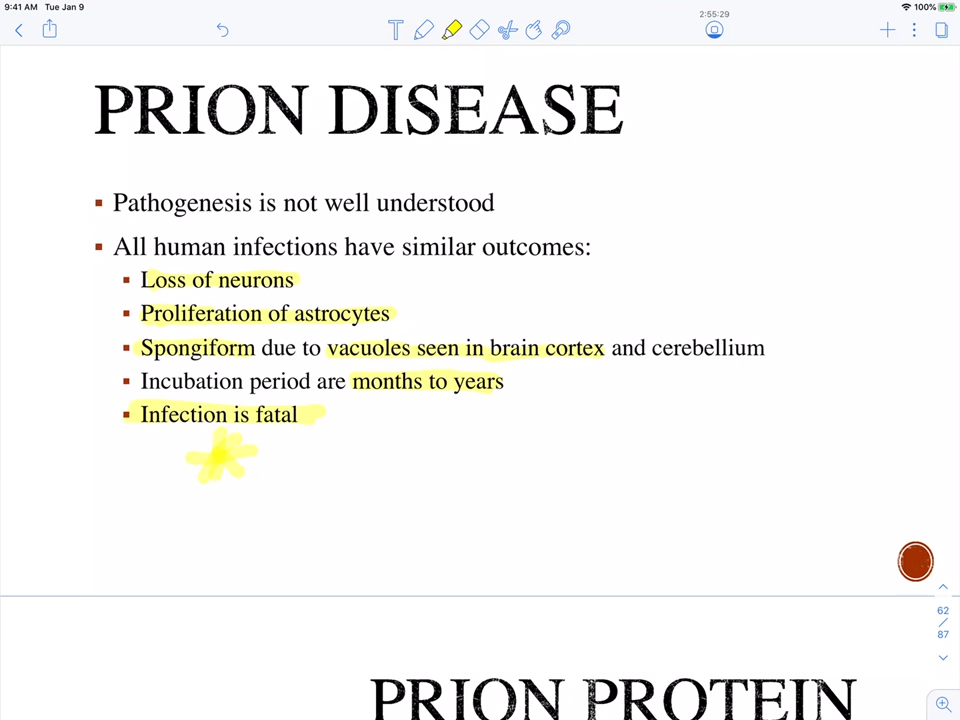 9:41 AM Tue Jan 9
100%
2:55:29
T
PRION DISEASE
Pathogenesis is not well understood
All human infections have similar outcomes:
Loss of neurons
Proliferation of astrocytes
Spongiform due to vacuoles seen in brain cortex and cerebellium
Incubation period are months to years
Infection is fatal
62
/
87
PRION PROTEIN